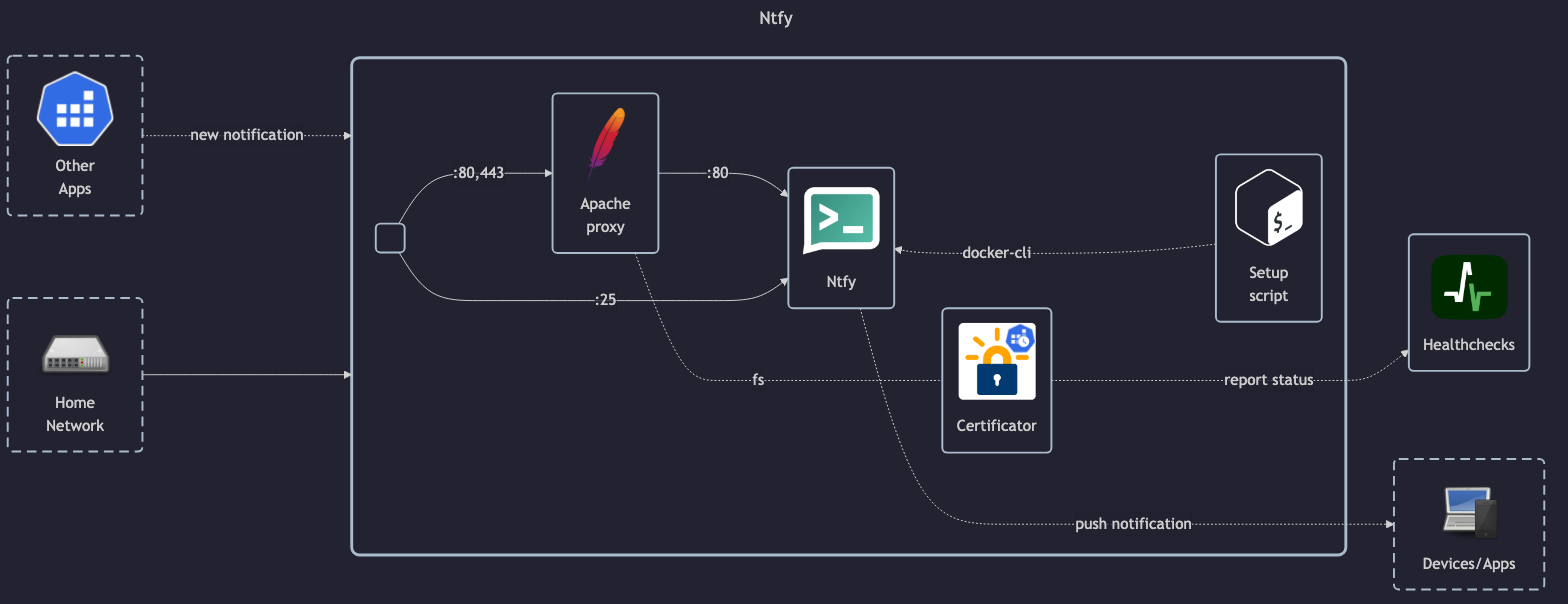 Ntfy
Other
Apps
new notification
:80,443
Apache
proxy
:80
>_
Ntfy
:25
docker-cli
$_
Setup
script
Healthchecks
Home
Network
fs
Certificator
report status
push notification
Devices/Apps